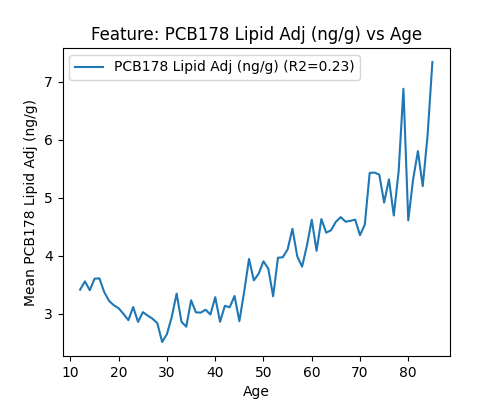 Feature: PCB178 Lipid Adj (ng/g) vs Age
PCB178 Lipid Adj (ng/g) (R2=0.23)
Mean PCB178 Lipid Adj (ng/g)
7
6
5
4
3
10 20 30 40 50 60 70 80
Age